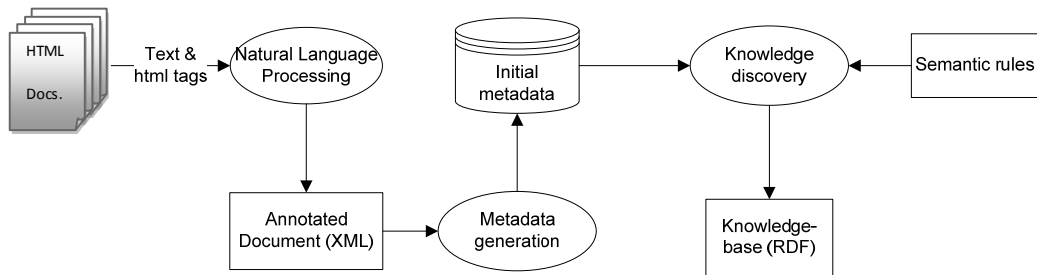 HTML
Docs.
Text &
html tags
Natural Language
Processing
Annotated
Document (XML)
Metadata
generation
Initial
metadata
Knowledge
discovery
Semantic rules
Knowledge-
base (RDF)